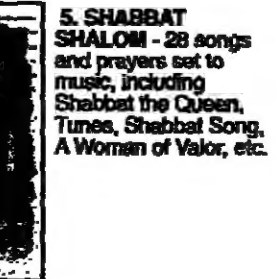 5. SHABBAT
SHALOM - 28 songs
and prayers set to
music, including
Shabbat the Queen,
Tunes, Shabbat Song,
A Woman of Valor, etc.